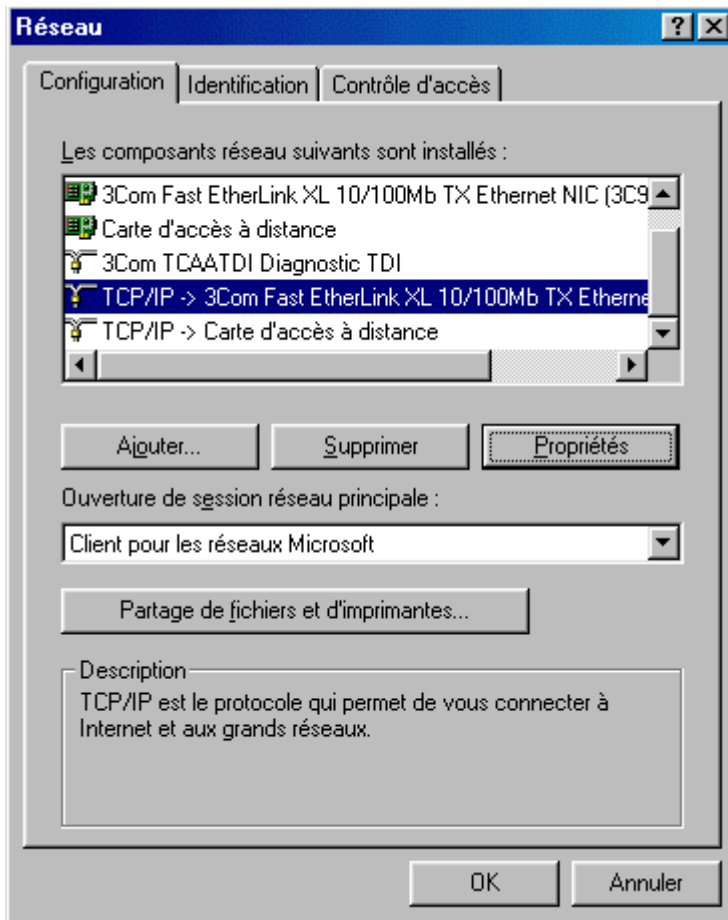 Réseau
Configuration Identification Contrôle d'accès
Les composants réseau suivants sont installés :
3Com Fast EtherLink XL 10/100Mb TX Ethernet NIC (3C9
Carte d'accès à distance
3Com TCAATDI Diagnostic TDI
TCP/IP -> 3Com Fast EtherLink XL 10/100Mb TX Etherne
TCP/IP -> Carte d'accès à distance
Ajouter... Supprimer Propriétés
Ouverture de session réseau principale :
Client pour les réseaux Microsoft
Partage de fichiers et d'imprimantes...
Description
TCP/IP est le protocole qui permet de vous connecter à
Internet et aux grands réseaux.
OK Annuler